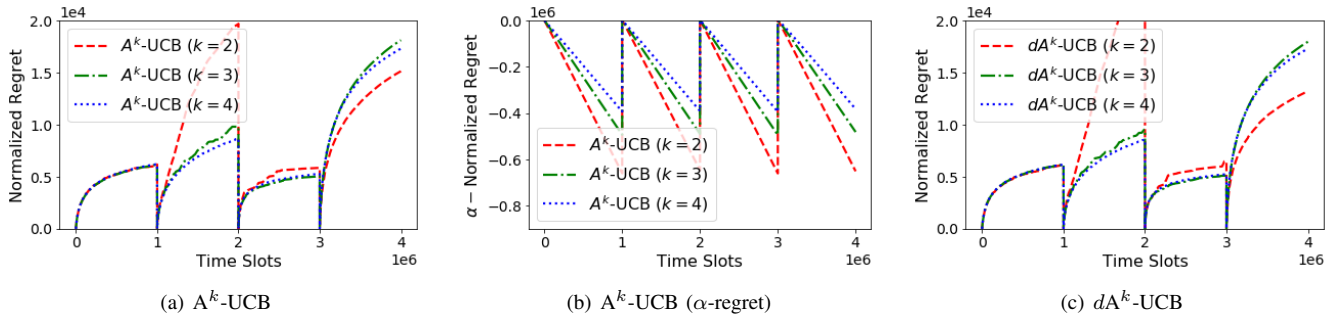 1e4
Normalized Regret
2.0
1.5
1.0
0.5
0.0
A^k-UCB (k = 2)
A^k-UCB (k = 3)
A^k-UCB (k = 4)
0 1 2 3 4
Time Slots
1e6
(a) A^k-UCB
1e6
α − Normalized Regret
0.0
−0.2
−0.4
−0.6
−0.8
A^k-UCB (k = 2)
A^k-UCB (k = 3)
A^k-UCB (k = 4)
0 1 2 3 4
Time Slots
1e6
(b) A^k-UCB (α-regret)
1e4
Normalized Regret
2.0
1.5
1.0
0.5
0.0
dA^k-UCB (k = 2)
dA^k-UCB (k = 3)
dA^k-UCB (k = 4)
0 1 2 3 4
Time Slots
1e6
(c) dA^k-UCB